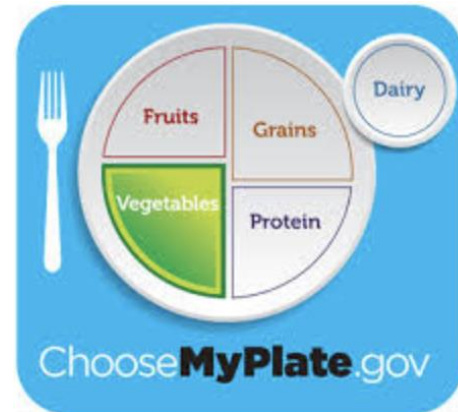 Dairy
Fruits
Grains
Vegetables
Protein
ChooseMyPlate.gov